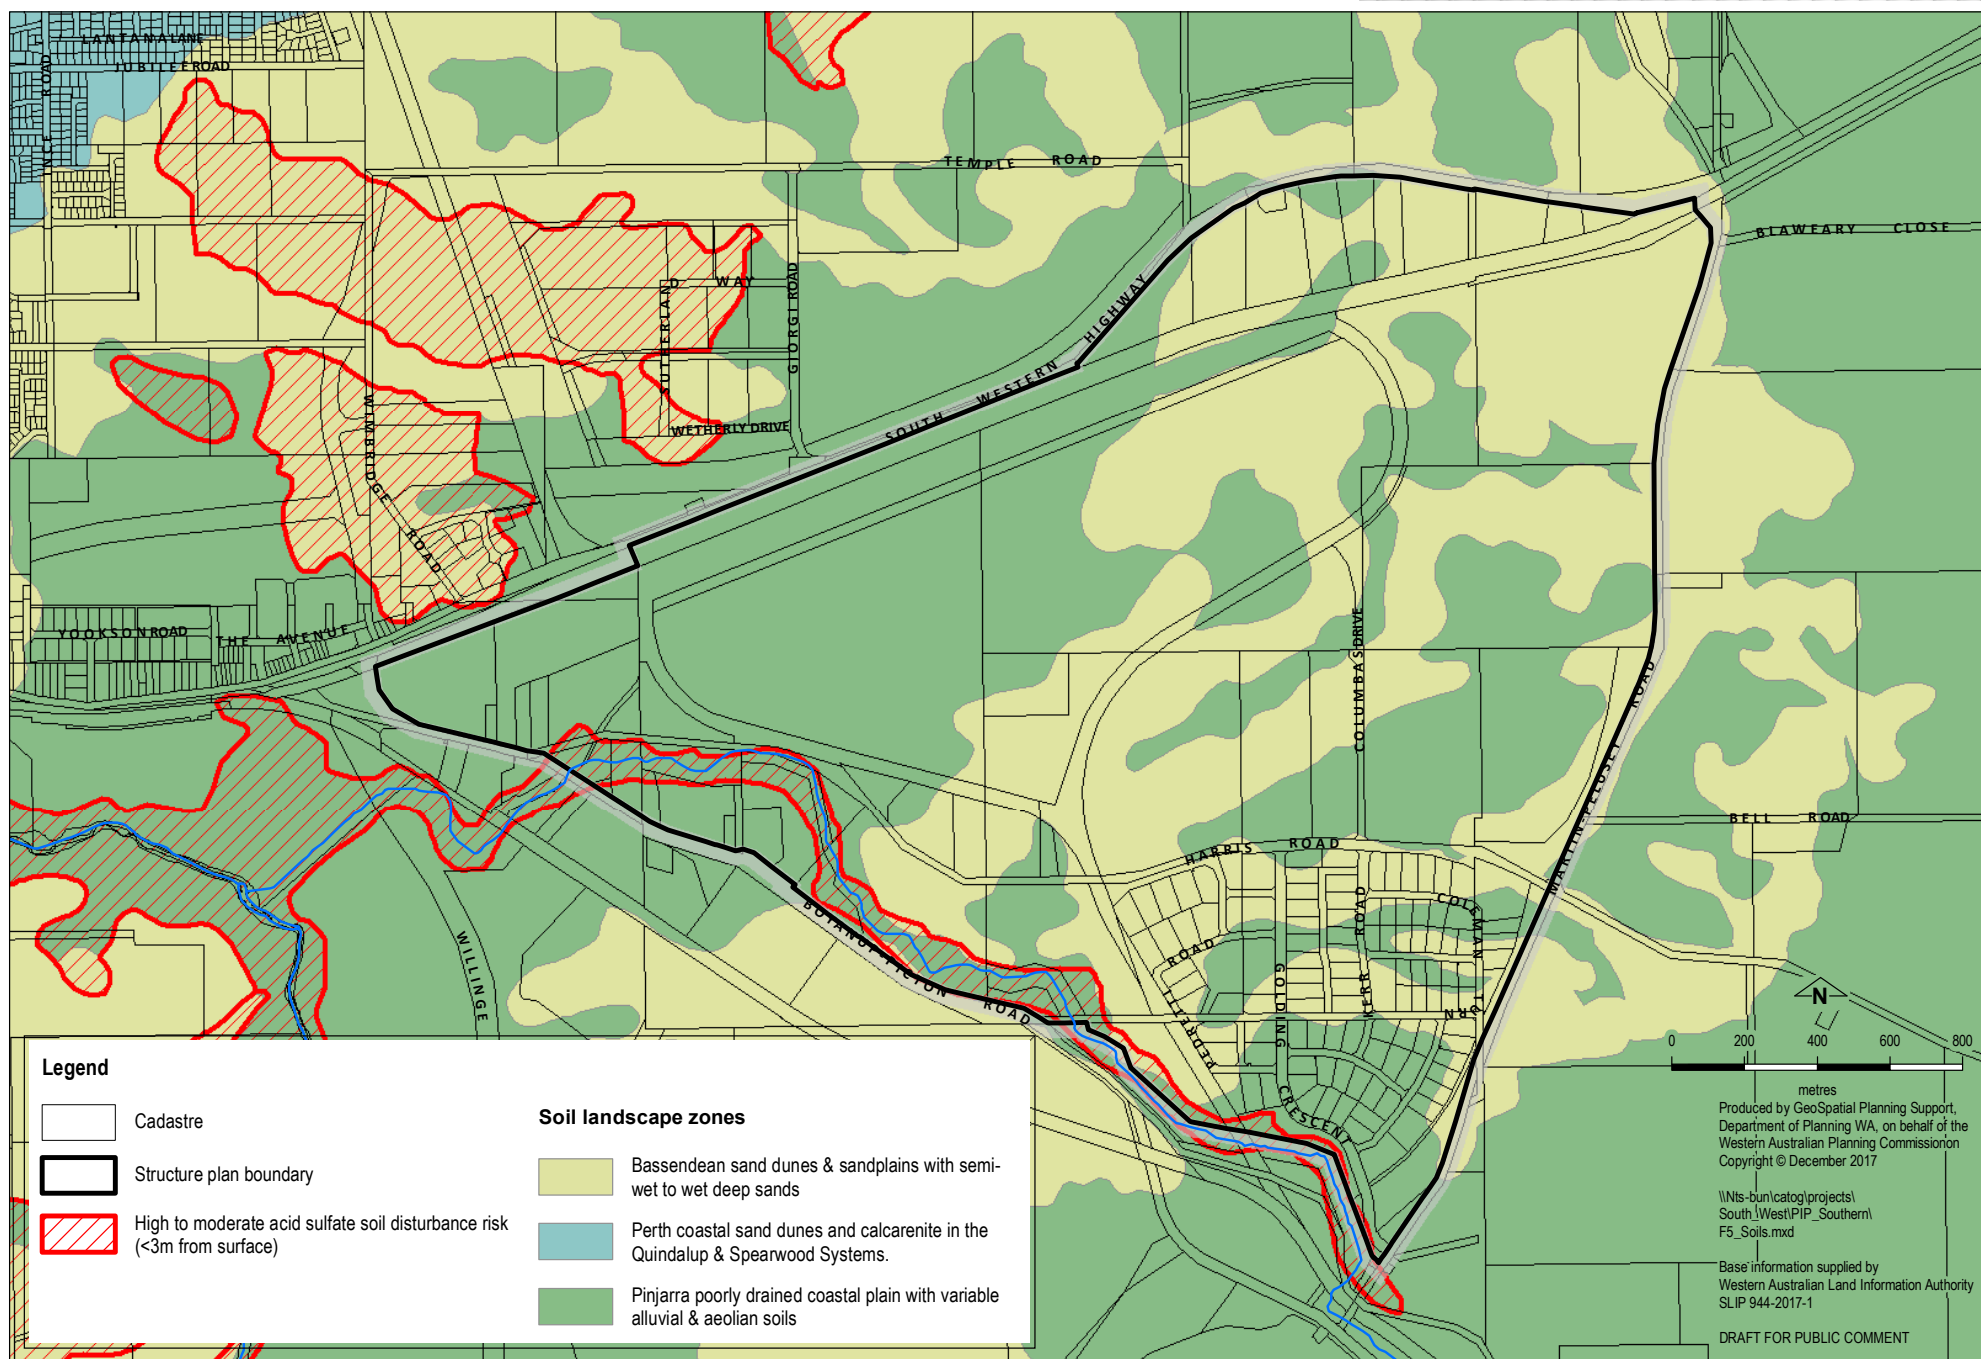 LANTANA LANE
JUBILEE ROAD
NCE ROAD
TEMPLE ROAD
BLAWEARY CLOSE
SUTHERLAND WAY
GIORGI ROAD
SOUTH WESTERN HIGHWAY
WETHERLY DRIVE
WIMBRIDGE ROAD
YOOKSON ROAD
THE AVENUE
COLUMBAS DRIVE
MARTIN-PELUSEY ROAD
BELL ROAD
HARRIS ROAD
COLEMAN TURN
KERR ROAD
PEDRETTI ROAD
GOLDING CRESCENT
BOYANUP-PICTON ROAD
WILLINGE
N
0 200 400 600 800
metres
Produced by GeoSpatial Planning Support,
Department of Planning WA, on behalf of the
Western Australian Planning Commission
Copyright © December 2017
\\Nts-bun\catog\projects\
South_West\PIP_Southern\
F5_Soils.mxd
Base information supplied by
Western Australian Land Information Authority
SLIP 944-2017-1
DRAFT FOR PUBLIC COMMENT
Legend
Cadastre
Structure plan boundary
High to moderate acid sulfate soil disturbance risk
(<3m from surface)
Soil landscape zones
Bassendean sand dunes & sandplains with semi-
wet to wet deep sands
Perth coastal sand dunes and calcarenite in the
Quindalup & Spearwood Systems.
Pinjarra poorly drained coastal plain with variable
alluvial & aeolian soils